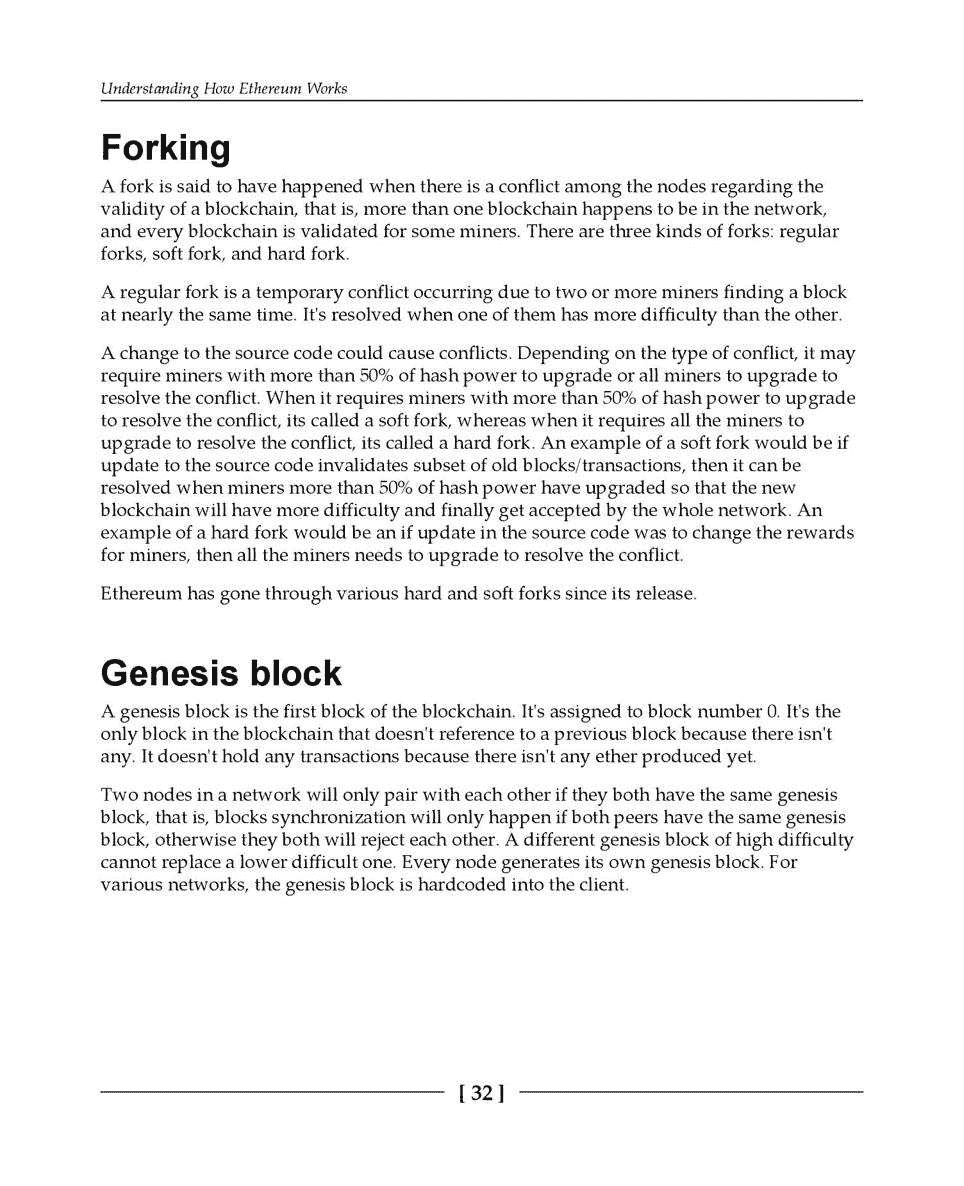 Understanding How Ethereum Works
Forking
A fork is said to have happened when there is a conflict among the nodes regarding the
validity of a blockchain, that is, more than one blockchain happens to be in the network,
and every blockchain is validated for some miners. There are three kinds of forks: regular
forks, soft fork, and hard fork.
A regular fork is a temporary conflict occurring due to two or more miners finding a block
at nearly the same time. It's resolved when one of them has more difficulty than the other.
A change to the source code could cause conflicts. Depending on the type of conflict, it may
require miners with more than 50% of hash power to upgrade or all miners to upgrade to
resolve the conflict. When it requires miners with more than 50% of hash power to upgrade
to resolve the conflict, its called a soft fork, whereas when it requires all the miners to
upgrade to resolve the conflict, its called a hard fork. An example of a soft fork would be if
update to the source code invalidates subset of old blocks/transactions, then it can be
resolved when miners more than 50% of hash power have upgraded so that the new
blockchain will have more difficulty and finally get accepted by the whole network. An
example of a hard fork would be an if update in the source code was to change the rewards
for miners, then all the miners needs to upgrade to resolve the conflict.
Ethereum has gone through various hard and soft forks since its release.
Genesis block
A genesis block is the first block of the blockchain. It's assigned to block number 0. It's the
only block in the blockchain that doesn't reference to a previous block because there isn't
any. It doesn't hold any transactions because there isn't any ether produced yet.
Two nodes in a network will only pair with each other if they both have the same genesis
block, that is, blocks synchronization will only happen if both peers have the same genesis
block, otherwise they both will reject each other. A different genesis block of high difficulty
cannot replace a lower difficult one. Every node generates its own genesis block. For
various networks, the genesis block is hardcoded into the client.
[ 32 ]